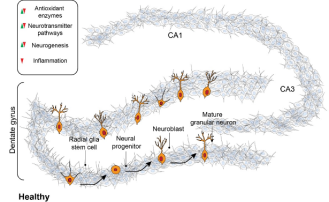 Antioxidant
enzymes
Neurotransmitter
pathways
Neurogenesis
Inflammation
CA1
CA3
Dentate gyrus
Radial glia
stem cell
Neural
progenitor
Neuroblast
Mature
granular neuron
Healthy